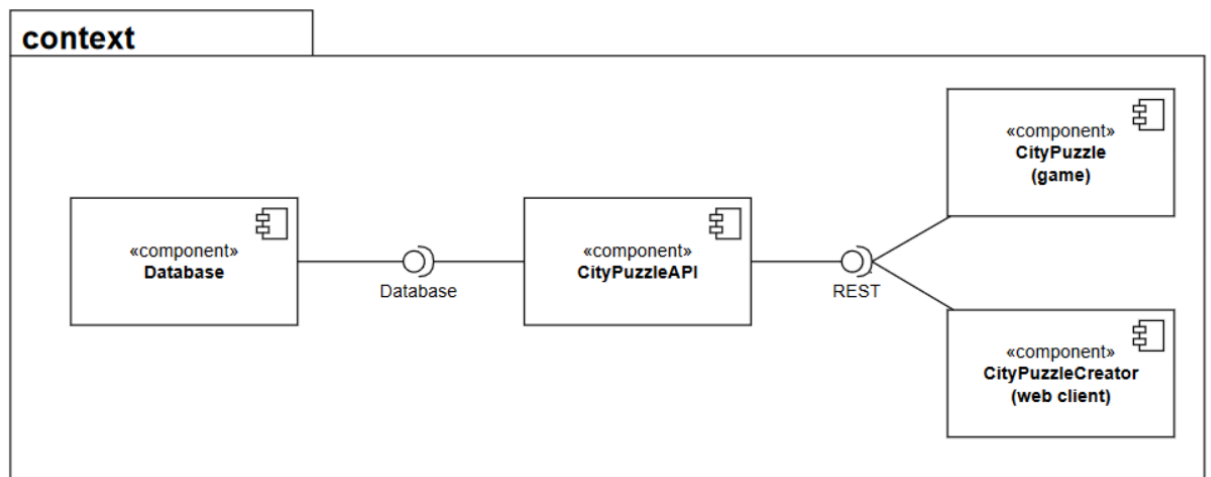 context
«component»
Database
Database
«component»
CityPuzzleAPI
REST
«component»
CityPuzzle
(game)
«component»
CityPuzzleCreator
(web client)